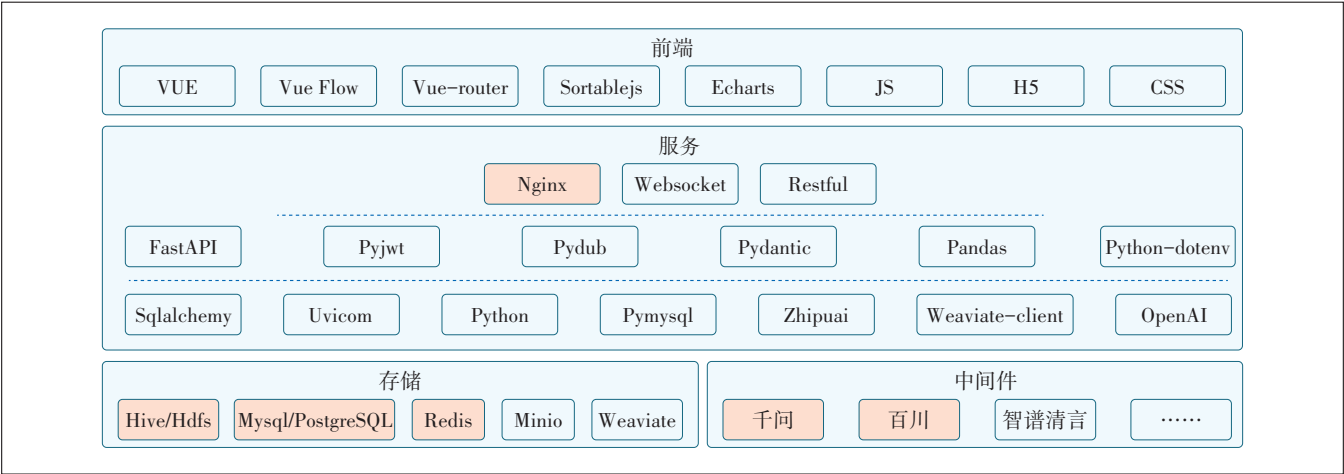 前端
VUE Vue Flow Vue-router Sortablejs Echarts JS H5 CSS
服务
Nginx Websocket Restful
FastAPI Pyjwt Pydub Pydantic Pandas Python-dotenv
Sqlalchemy Uvicom Python Pymysql Zhipuai Weaviate-client OpenAI
存储
Hive/Hdfs Mysql/PostgreSQL Redis Minio Weaviate
中间件
千问 百川 智谱清言 ……